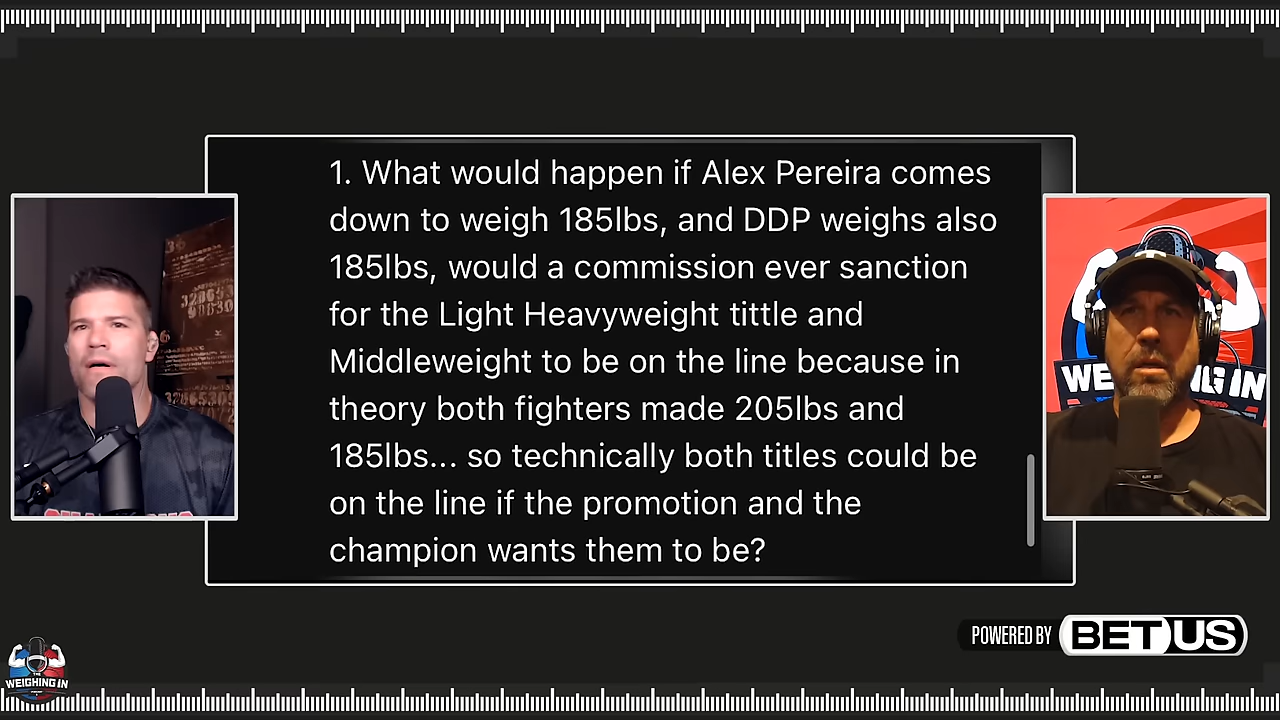 1. What would happen if Alex Pereira comes
down to weigh 185lbs, and DDP weighs also
185lbs, would a commission ever sanction
for the Light Heavyweight tittle and
Middleweight to be on the line because in
theory both fighters made 205lbs and
185lbs... so technically both titles could be
on the line if the promotion and the
champion wants them to be?
POWERED BY BETUS
THE
WEIGHING IN